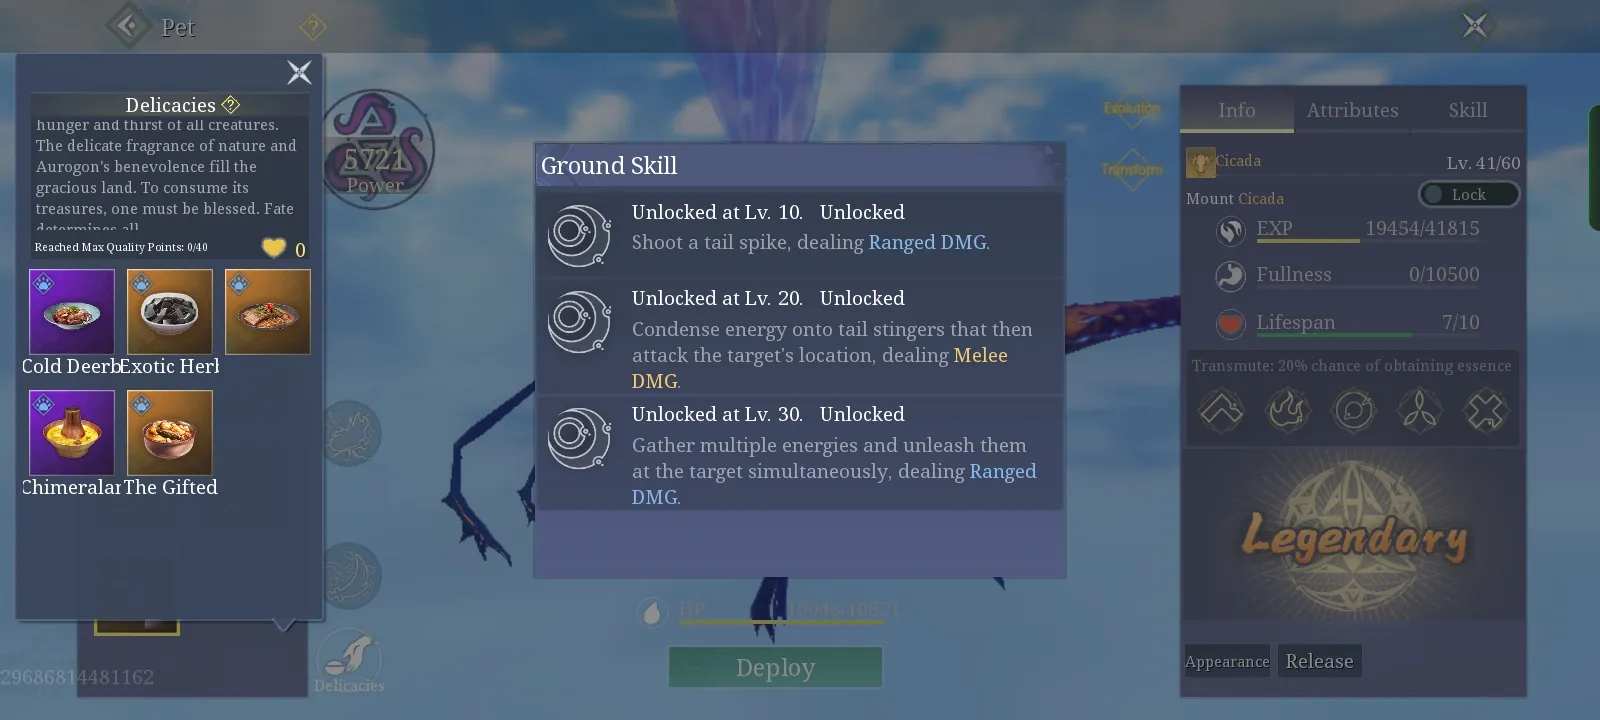 Pet
Delicacies
hunger and thirst of all creatures.
The delicate fragrance of nature and
Aurogon's benevolence fill the
gracious land. To consume its
treasures, one must be blessed. Fate
determines all
Reached Max Quality Points: 0/40
0
Cold Deerb
Exotic Herl
Chimeralar
The Gifted
29686814481162
5721
Power
Delicacies
Ground Skill
Unlocked at Lv. 10. Unlocked
Shoot a tail spike, dealing Ranged DMG.
Unlocked at Lv. 20. Unlocked
Condense energy onto tail stingers that then
attack the target's location, dealing Melee
DMG.
Unlocked at Lv. 30. Unlocked
Gather multiple energies and unleash them
at the target simultaneously, dealing Ranged
DMG.
HP
Deploy
Evolution
Transform
Info
Attributes
Skill
Cicada
Lv. 41/60
Mount Cicada
Lock
EXP 19454/41815
Fullness 0/10500
Lifespan 7/10
Transmute: 20% chance of obtaining essence
Legendary
Appearance
Release